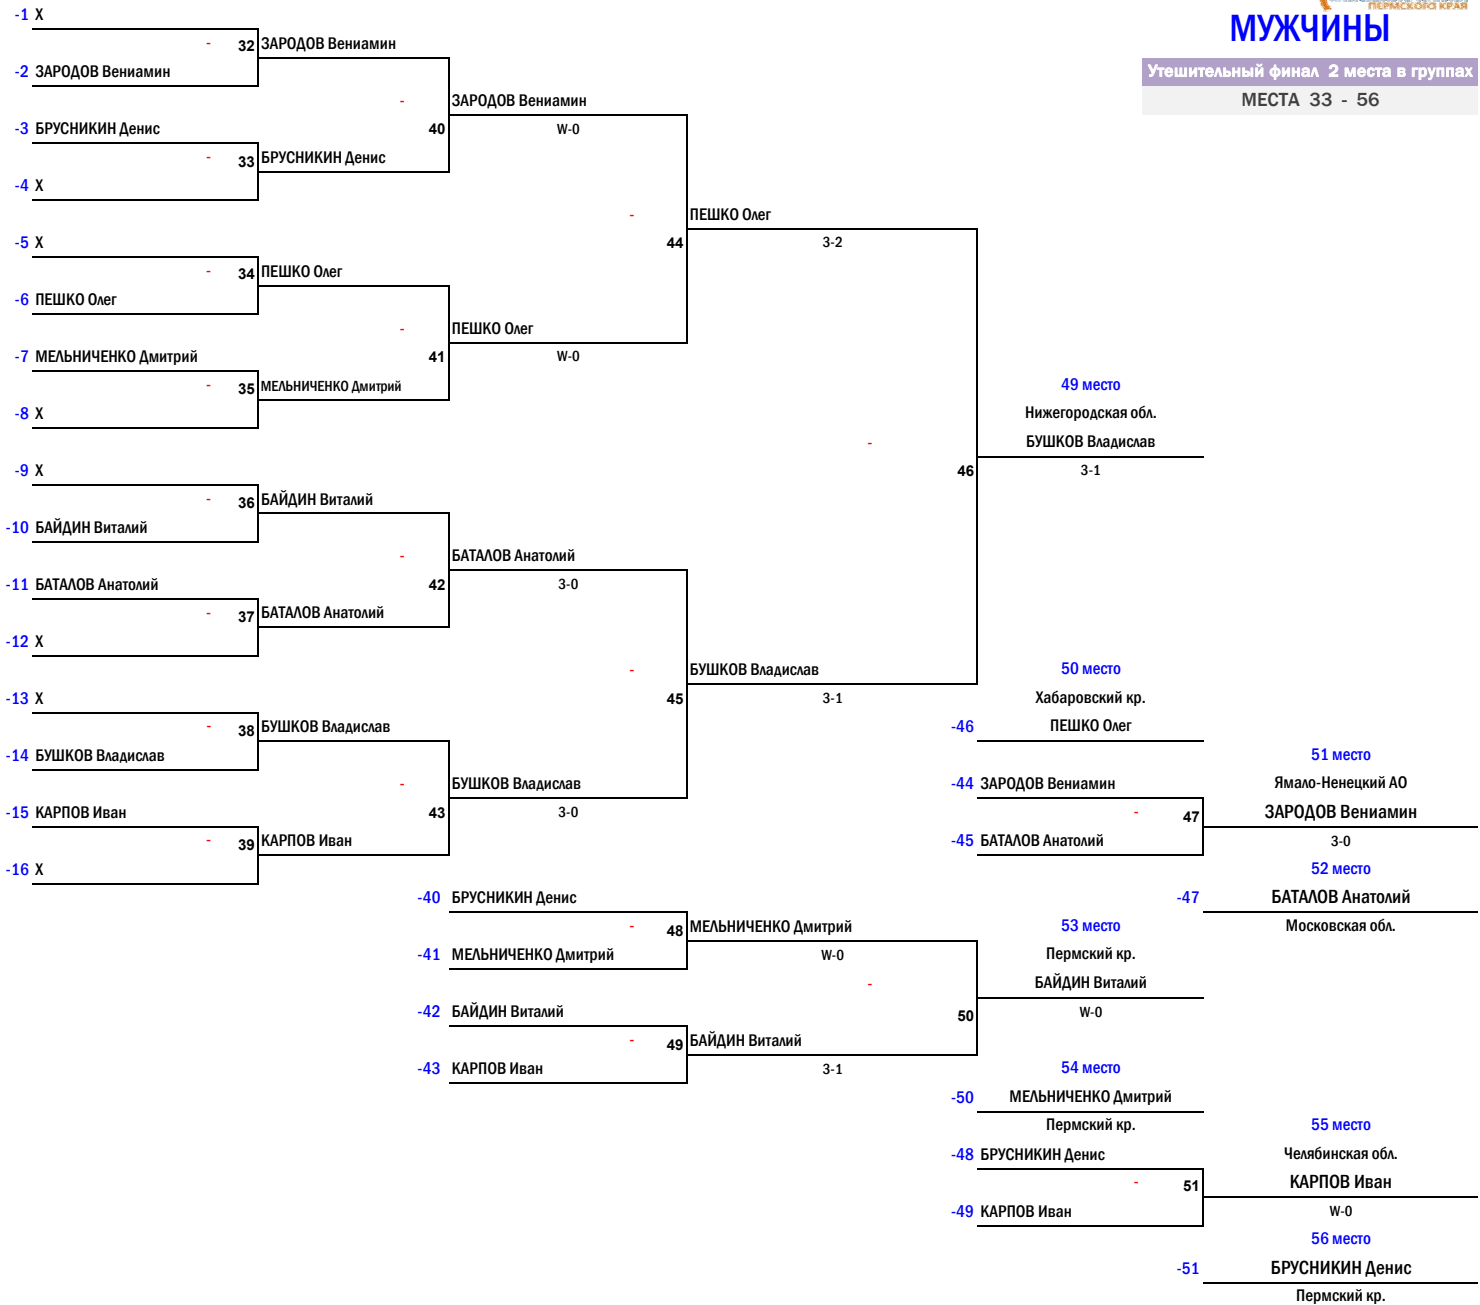 ПЕРМСКОГО КРАЯ
МУЖЧИНЫ
Утешительный финал 2 места в группах
МЕСТА 33 - 56
-1 X
- 32 ЗАРОДОВ Вениамин
-2 ЗАРОДОВ Вениамин
- ЗАРОДОВ Вениамин
-3 БРУСНИКИН Денис
40 W-0
- 33 БРУСНИКИН Денис
-4 X
- ПЕШКО Олег
-5 X
44 3-2
- 34 ПЕШКО Олег
-6 ПЕШКО Олег
- ПЕШКО Олег
-7 МЕЛЬНИЧЕНКО Дмитрий
41 W-0
- 35 МЕЛЬНИЧЕНКО Дмитрий
49 место
-8 X
Нижегородская обл.
- БУШКОВ Владислав
-9 X
46 3-1
- 36 БАЙДИН Виталий
-10 БАЙДИН Виталий
- БАТАЛОВ Анатолий
-11 БАТАЛОВ Анатолий
42 3-0
- 37 БАТАЛОВ Анатолий
-12 X
- БУШКОВ Владислав
50 место
-13 X
45 3-1
Хабаровский кр.
- 38 БУШКОВ Владислав
-46 ПЕШКО Олег
-14 БУШКОВ Владислав
51 место
- БУШКОВ Владислав
-44 ЗАРОДОВ Вениамин
Ямало-Ненецкий АО
-15 КАРПОВ Иван
43 3-0
- 47 ЗАРОДОВ Вениамин
- 39 КАРПОВ Иван
-45 БАТАЛОВ Анатолий
3-0
-16 X
52 место
-40 БРУСНИКИН Денис
-47 БАТАЛОВ Анатолий
- 48 МЕЛЬНИЧЕНКО Дмитрий
53 место
Московская обл.
-41 МЕЛЬНИЧЕНКО Дмитрий
W-0
Пермский кр.
- БАЙДИН Виталий
-42 БАЙДИН Виталий
50 W-0
- 49 БАЙДИН Виталий
-43 КАРПОВ Иван
3-1
54 место
-50 МЕЛЬНИЧЕНКО Дмитрий
Пермский кр.
55 место
-48 БРУСНИКИН Денис
Челябинская обл.
- 51 КАРПОВ Иван
-49 КАРПОВ Иван
W-0
56 место
-51 БРУСНИКИН Денис
Пермский кр.